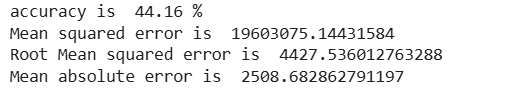 accuracy is  44.16 %
Mean squared error is  19603075.14431584
Root Mean squared error is  4427.536012763288
Mean absolute error is  2508.682862791197